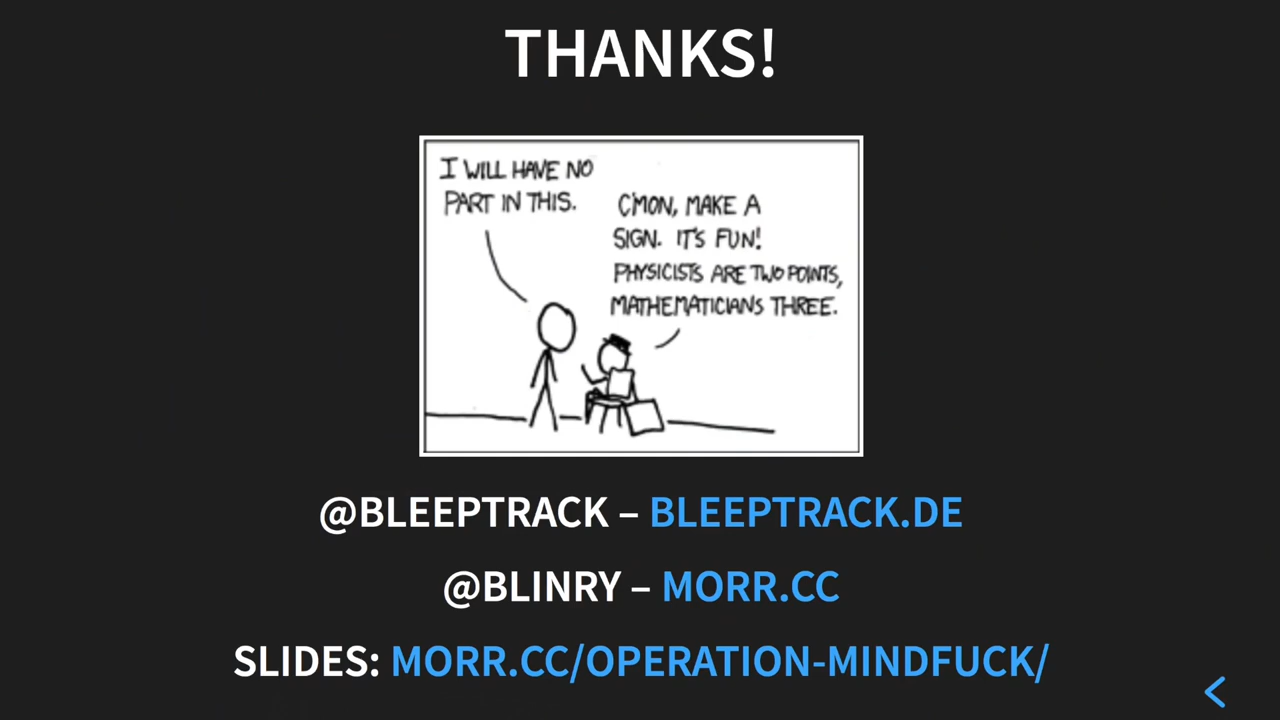 THANKS!
I WILL HAVE NO
PART IN THIS.
C'MON, MAKE A
SIGN. IT'S FUN!
PHYSICISTS ARE TWO POINTS,
MATHEMATICIANS THREE.
@BLEEPTRACK – BLEEPTRACK.DE
@BLINRY – MORR.CC
SLIDES: MORR.CC/OPERATION-MINDFUCK/